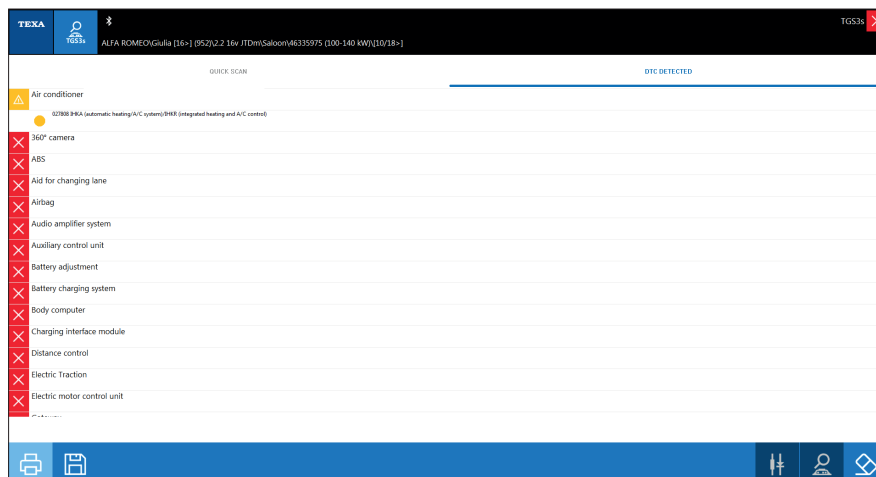 TEXA
TGS3s
TGS3s
ALFA ROMEO\Giulia [16>] (952)\2.2 16v JTDm\Saloon\46335975 (100-140 kW)\[10/18>]
QUICK SCAN
DTC DETECTED
Air conditioner
027808 IHKA (automatic heating/A/C system)/IHKR (integrated heating and A/C control)
360° camera
ABS
Aid for changing lane
Airbag
Audio amplifier system
Auxiliary control unit
Battery adjustment
Battery charging system
Body computer
Charging interface module
Distance control
Electric Traction
Electric motor control unit